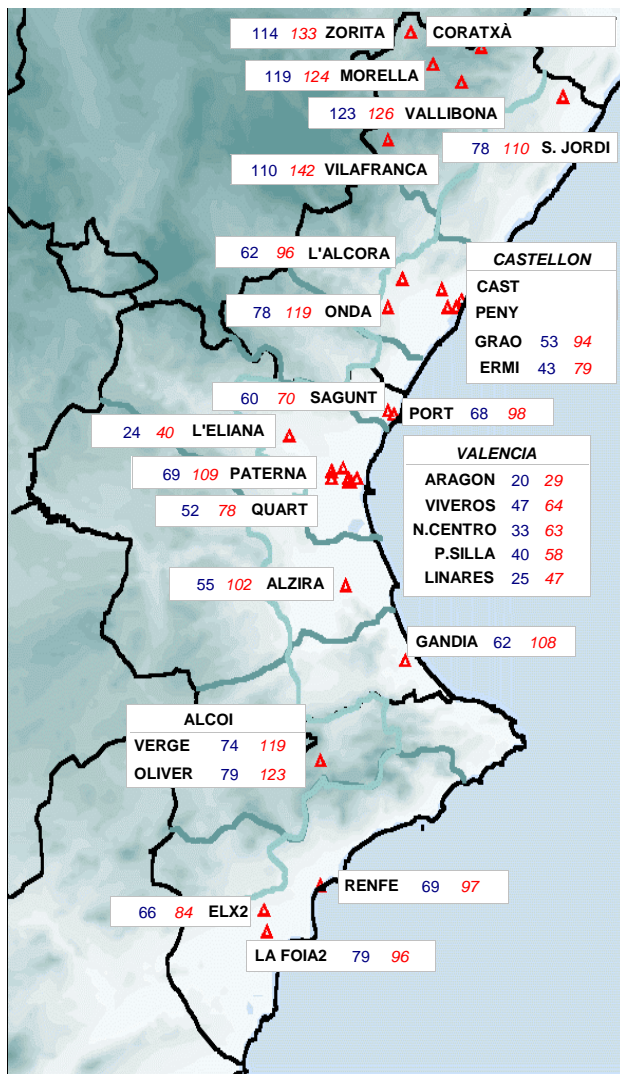 114 133 ZORITA
CORATXÀ
119 124 MORELLA
123 126 VALLIBONA
78 110 S. JORDI
110 142 VILAFRANCA
62 96 L'ALCORA
CASTELLON
CAST
PENY
GRAO 53 94
ERMI 43 79
78 119 ONDA
60 70 SAGUNT
PORT 68 98
24 40 L'ELIANA
69 109 PATERNA
52 78 QUART
VALENCIA
ARAGON 20 29
VIVEROS 47 64
N.CENTRO 33 63
P.SILLA 40 58
LINARES 25 47
55 102 ALZIRA
GANDIA 62 108
ALCOI
VERGE 74 119
OLIVER 79 123
RENFE 69 97
66 84 ELX2
LA FOIA2 79 96